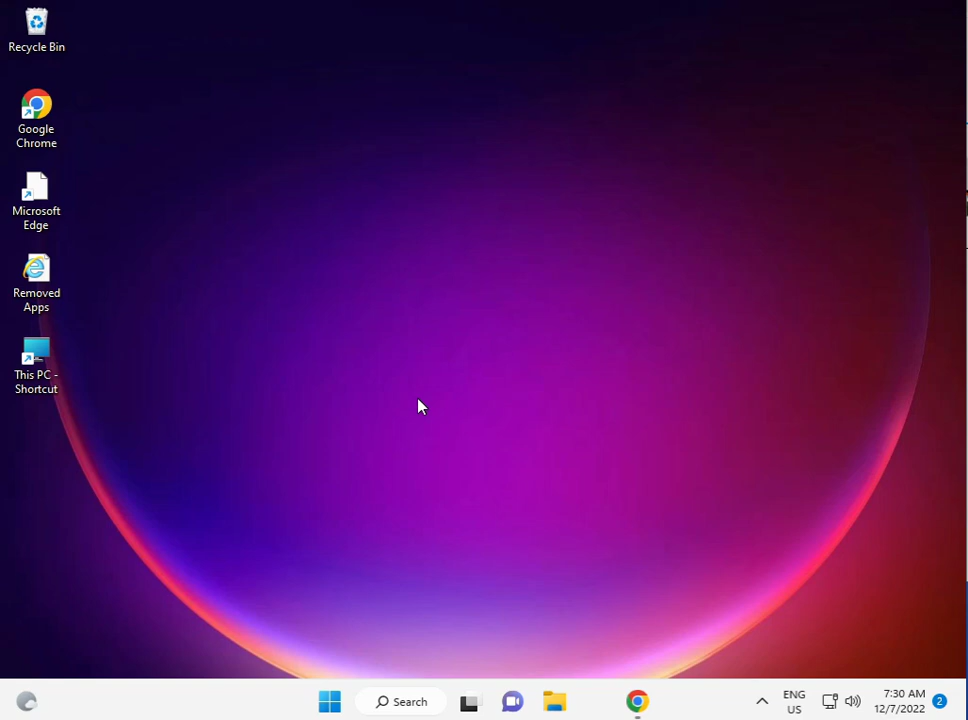 Recycle Bin
Google
Chrome
Microsoft
Edge
Removed
Apps
This PC -
Shortcut
Search
ENG
US
7:30 AM
12/7/2022
2